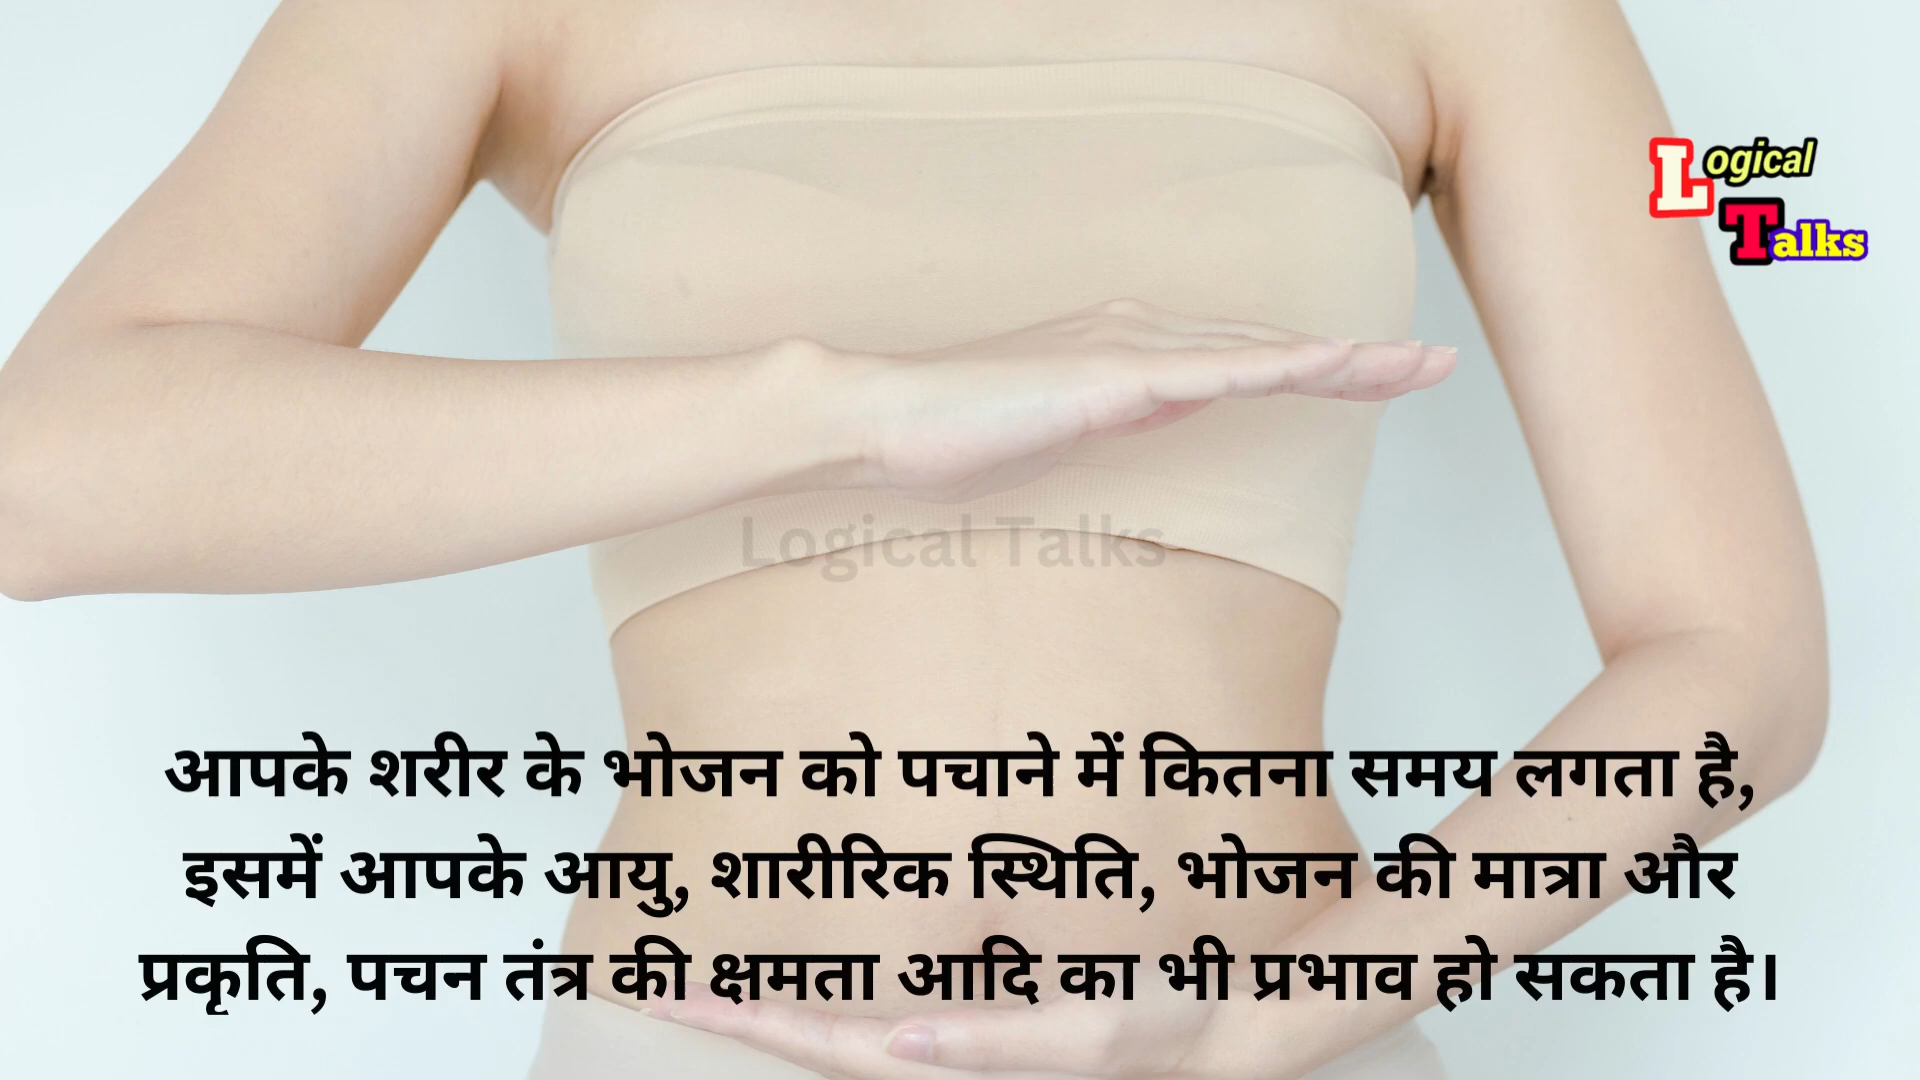 Logical
Talks
Logical Talks
आपके शरीर के भोजन को पचाने में कितना समय लगता है,
इसमें आपके आयु, शारीरिक स्थिति, भोजन की मात्रा और
प्रकृति, पचन तंत्र की क्षमता आदि का भी प्रभाव हो सकता है।